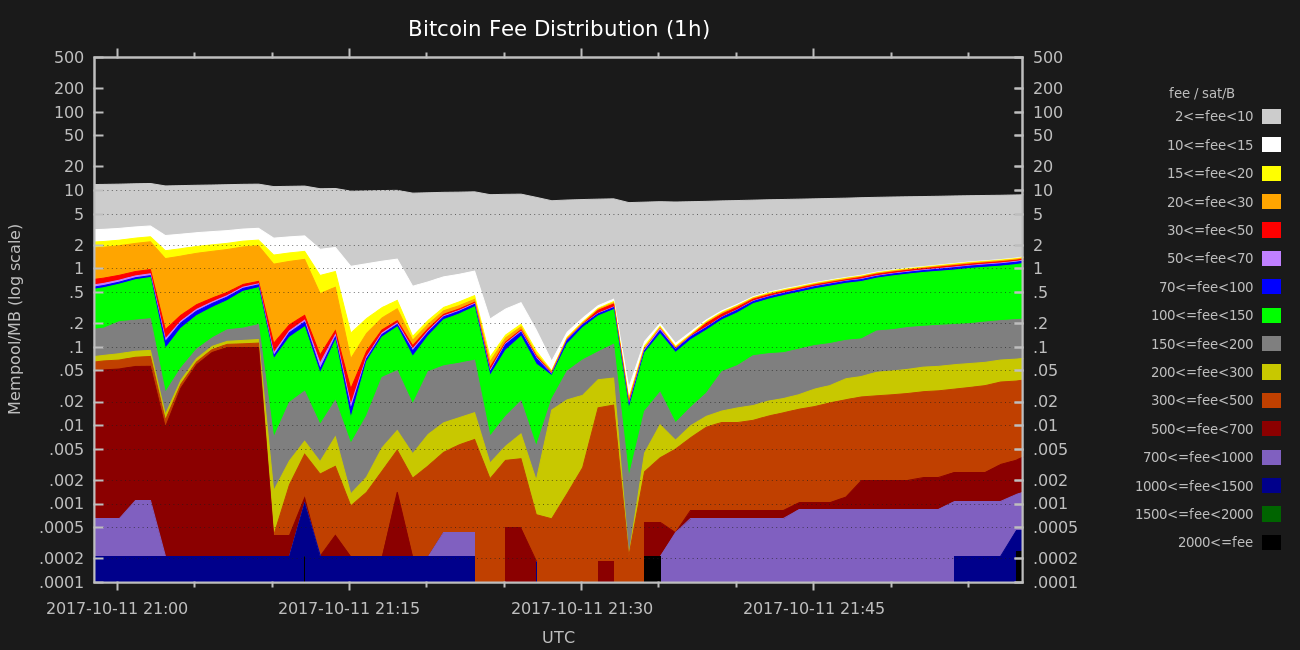 Bitcoin Fee Distribution (1h)
500
200
100
50
20
10
5
2
1
.5
.2
.1
.05
.02
.01
.005
.002
.001
.0005
.0002
.0001
Mempool/MB (log scale)
500
200
100
50
20
10
5
2
1
.5
.2
.1
.05
.02
.01
.005
.002
.001
.0005
.0002
.0001
2017-10-11 21:00 2017-10-11 21:15 2017-10-11 21:30 2017-10-11 21:45
UTC
fee / sat/B
2<=fee<10
10<=fee<15
15<=fee<20
20<=fee<30
30<=fee<50
50<=fee<70
70<=fee<100
100<=fee<150
150<=fee<200
200<=fee<300
300<=fee<500
500<=fee<700
700<=fee<1000
1000<=fee<1500
1500<=fee<2000
2000<=fee